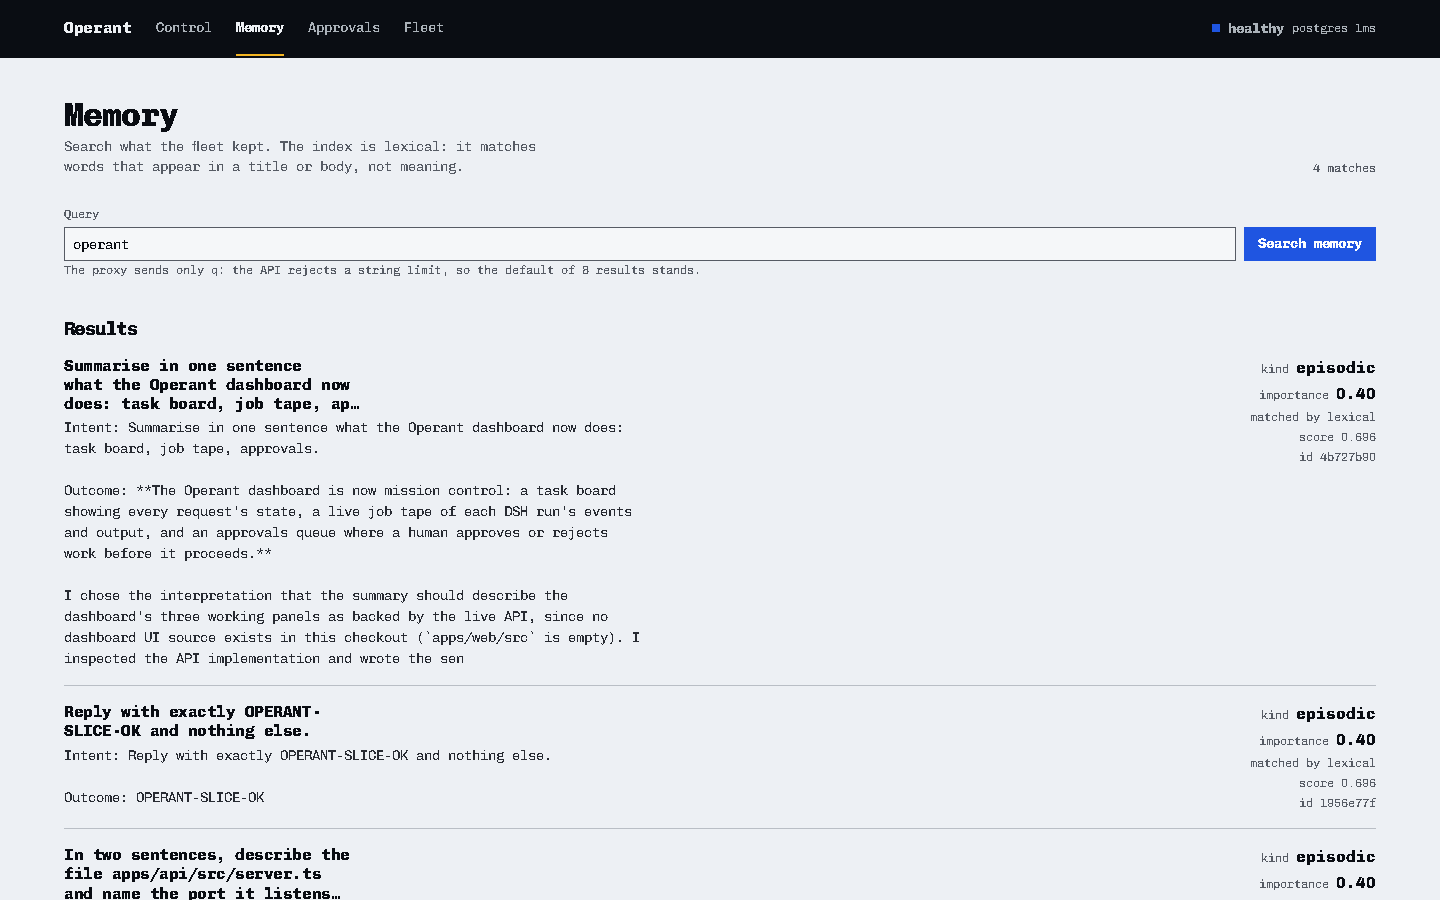 Operant Control Memory Approvals Fleet healthy postgres lms
Memory
Search what the fleet kept. The index is lexical: it matches
words that appear in a title or body, not meaning.
4 matches
Query
operant
Search memory
The proxy sends only q: the API rejects a string limit, so the default of 8 results stands.
Results
Summarise in one sentence
what the Operant dashboard now
does: task board, job tape, ap…
Intent: Summarise in one sentence what the Operant dashboard now does:
task board, job tape, approvals.
Outcome: **The Operant dashboard is now mission control: a task board
showing every request's state, a live job tape of each DSH run's events
and output, and an approvals queue where a human approves or rejects
work before it proceeds.**
I chose the interpretation that the summary should describe the
dashboard's three working panels as backed by the live API, since no
dashboard UI source exists in this checkout (`apps/web/src` is empty). I
inspected the API implementation and wrote the sen
kind episodic
importance 0.40
matched by lexical
score 0.696
id 4b727b90
Reply with exactly OPERANT-
SLICE-OK and nothing else.
Intent: Reply with exactly OPERANT-SLICE-OK and nothing else.
Outcome: OPERANT-SLICE-OK
kind episodic
importance 0.40
matched by lexical
score 0.696
id 1956e77f
In two sentences, describe the
file apps/api/src/server.ts
and name the port it listens…
kind episodic
importance 0.40